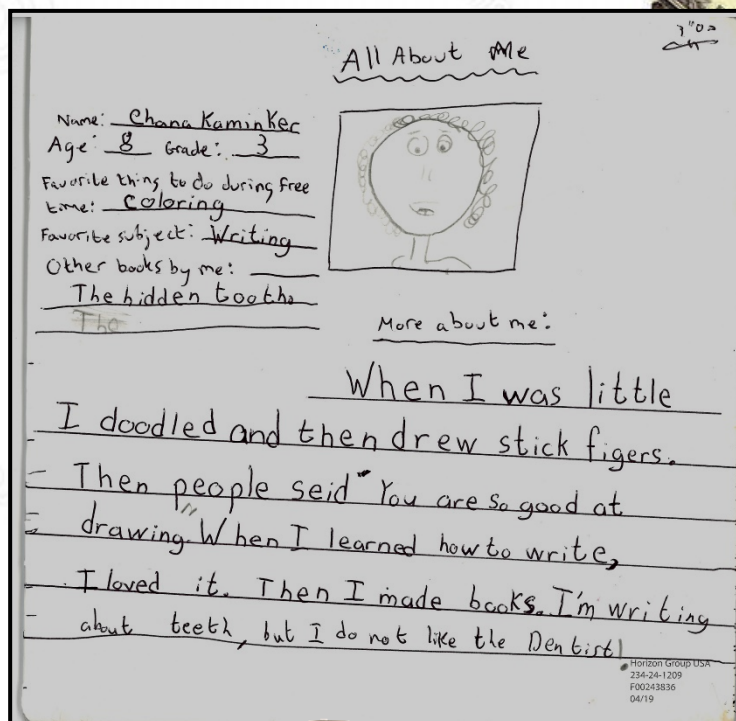 ב"ה
All About Me
Name: Chana Kaminker
Age: 8 Grade: 3
Favorite thing to do during free
time: Coloring
Favorite subject: Writing
Other books by me:
The hidden tooth.
The
More about me:
When I was little
I doodled and then drew stick figers.
Then people seid" You are so good at
drawing. When I learned how to write,
I loved it. Then I made books. I'm writing
about teeth, but I do not like the Dentist!
Horizon Group USA
234-24-1209
F00243836
04/19